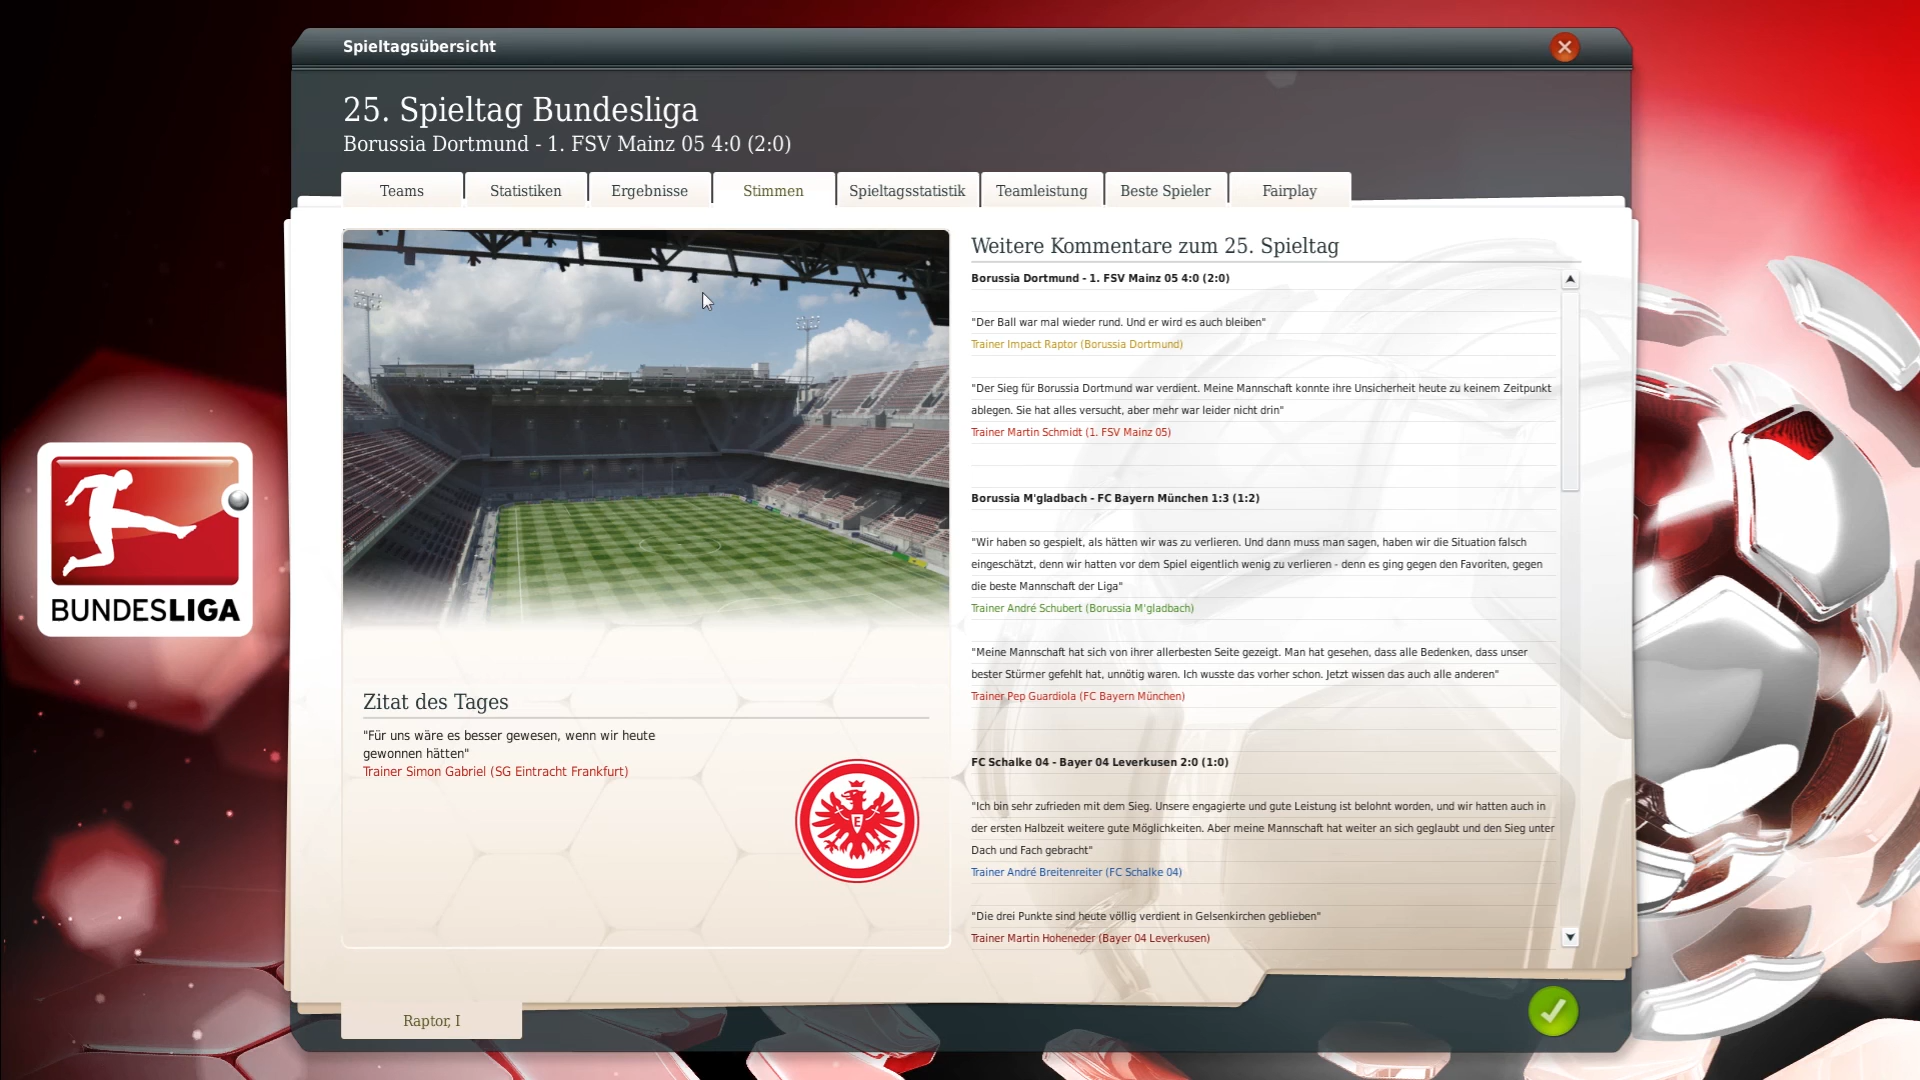 Spieltagsübersicht
25. Spieltag Bundesliga
Borussia Dortmund - 1. FSV Mainz 05 4:0 (2:0)
Teams
Statistiken
Ergebnisse
Stimmen
Spieltagsstatistik
Teamleistung
Beste Spieler
Fairplay
BUNDESLIGA
Zitat des Tages
"Für uns wäre es besser gewesen, wenn wir heute
gewonnen hätten"
Trainer Simon Gabriel (SG Eintracht Frankfurt)
E
Weitere Kommentare zum 25. Spieltag
Borussia Dortmund - 1. FSV Mainz 05 4:0 (2:0)
"Der Ball war mal wieder rund. Und er wird es auch bleiben"
Trainer Impact Raptor (Borussia Dortmund)
"Der Sieg für Borussia Dortmund war verdient. Meine Mannschaft konnte ihre Unsicherheit heute zu keinem Zeitpunkt
ablegen. Sie hat alles versucht, aber mehr war leider nicht drin"
Trainer Martin Schmidt (1. FSV Mainz 05)
Borussia M'gladbach - FC Bayern München 1:3 (1:2)
"Wir haben so gespielt, als hätten wir was zu verlieren. Und dann muss man sagen, haben wir die Situation falsch
eingeschätzt, denn wir hatten vor dem Spiel eigentlich wenig zu verlieren - denn es ging gegen den Favoriten, gegen
die beste Mannschaft der Liga"
Trainer André Schubert (Borussia M'gladbach)
"Meine Mannschaft hat sich von ihrer allerbesten Seite gezeigt. Man hat gesehen, dass alle Bedenken, dass unser
bester Stürmer gefehlt hat, unnötig waren. Ich wusste das vorher schon. Jetzt wissen das auch alle anderen"
Trainer Pep Guardiola (FC Bayern München)
FC Schalke 04 - Bayer 04 Leverkusen 2:0 (1:0)
"Ich bin sehr zufrieden mit dem Sieg. Unsere engagierte und gute Leistung ist belohnt worden, und wir hatten auch in
der ersten Halbzeit weitere gute Möglichkeiten. Aber meine Mannschaft hat weiter an sich geglaubt und den Sieg unter
Dach und Fach gebracht"
Trainer André Breitenreiter (FC Schalke 04)
"Die drei Punkte sind heute völlig verdient in Gelsenkirchen geblieben"
Trainer Martin Hoheneder (Bayer 04 Leverkusen)
Raptor, I